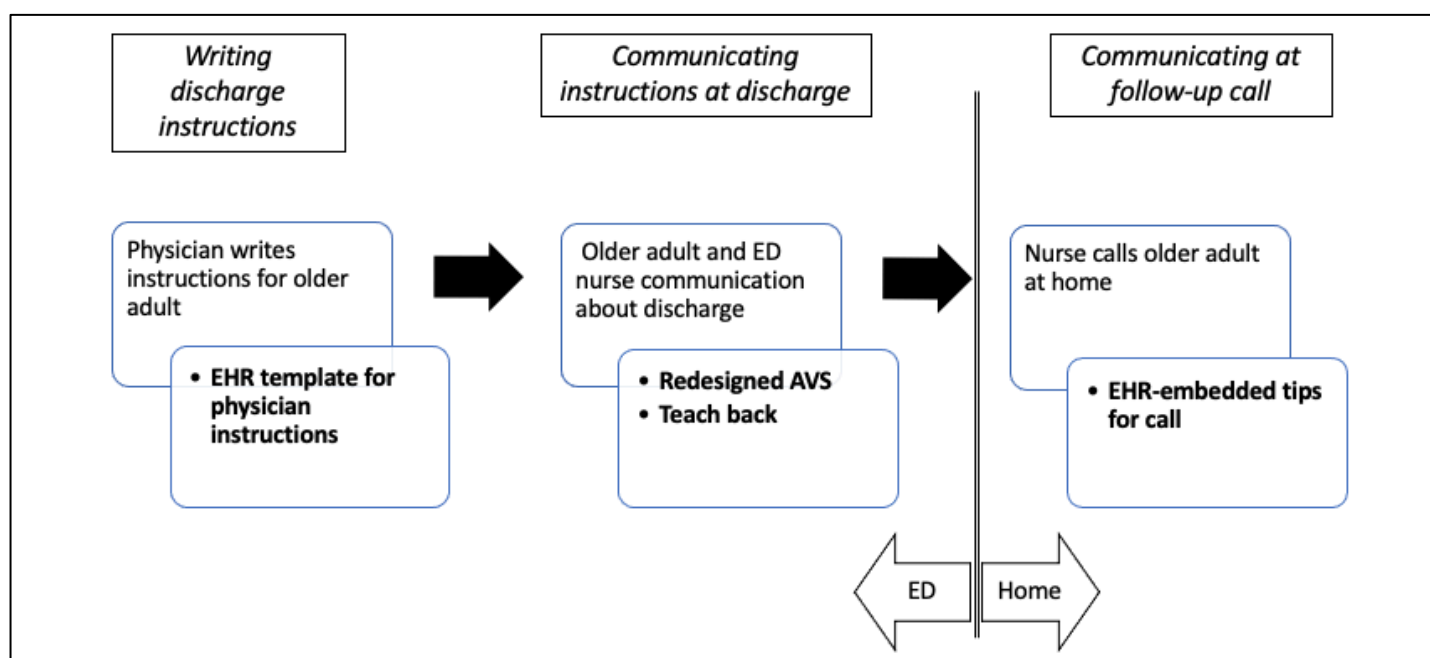 Writing
discharge
instructions
Communicating
instructions at discharge
Communicating at
follow-up call
Physician writes
instructions for older
adult
• EHR template for
physician
instructions
Older adult and ED
nurse communication
about discharge
• Redesigned AVS
• Teach back
Nurse calls older adult
at home
• EHR-embedded tips
for call
ED
Home